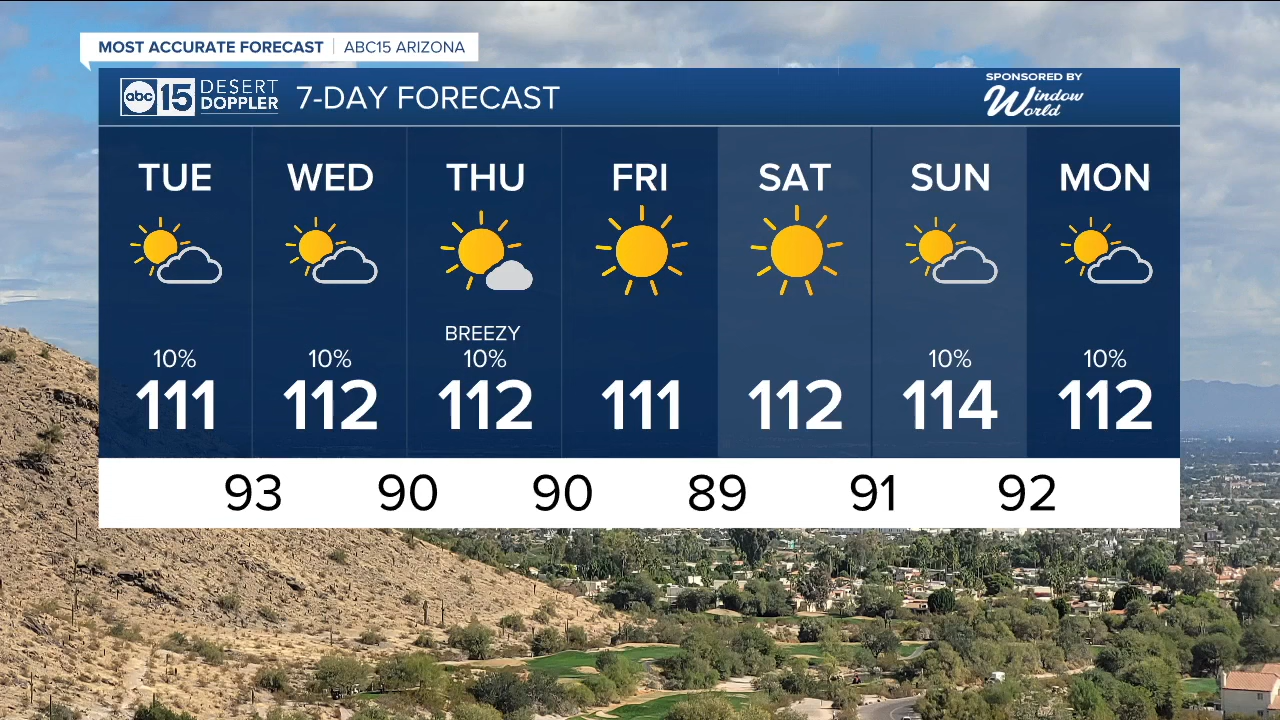 MOST ACCURATE FORECAST | ABC15 ARIZONA
abc 15 DESERT DOPPLER 7-DAY FORECAST
SPONSORED BY
Window World
TUE WED THU FRI SAT SUN MON
BREEZY
10% 10% 10% 10% 10%
111 112 112 111 112 114 112
93 90 90 89 91 92